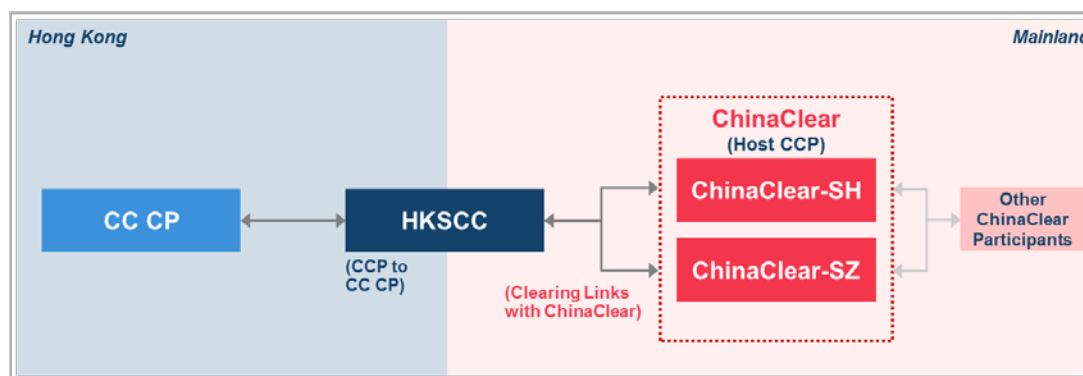 Hong Kong
Mainland
ChinaClear
(Host CCP)
CC CP
HKSCC
ChinaClear-SH
Other
ChinaClear
Participants
(CCP to
CC CP)
ChinaClear-SZ
(Clearing Links
with ChinaClear)